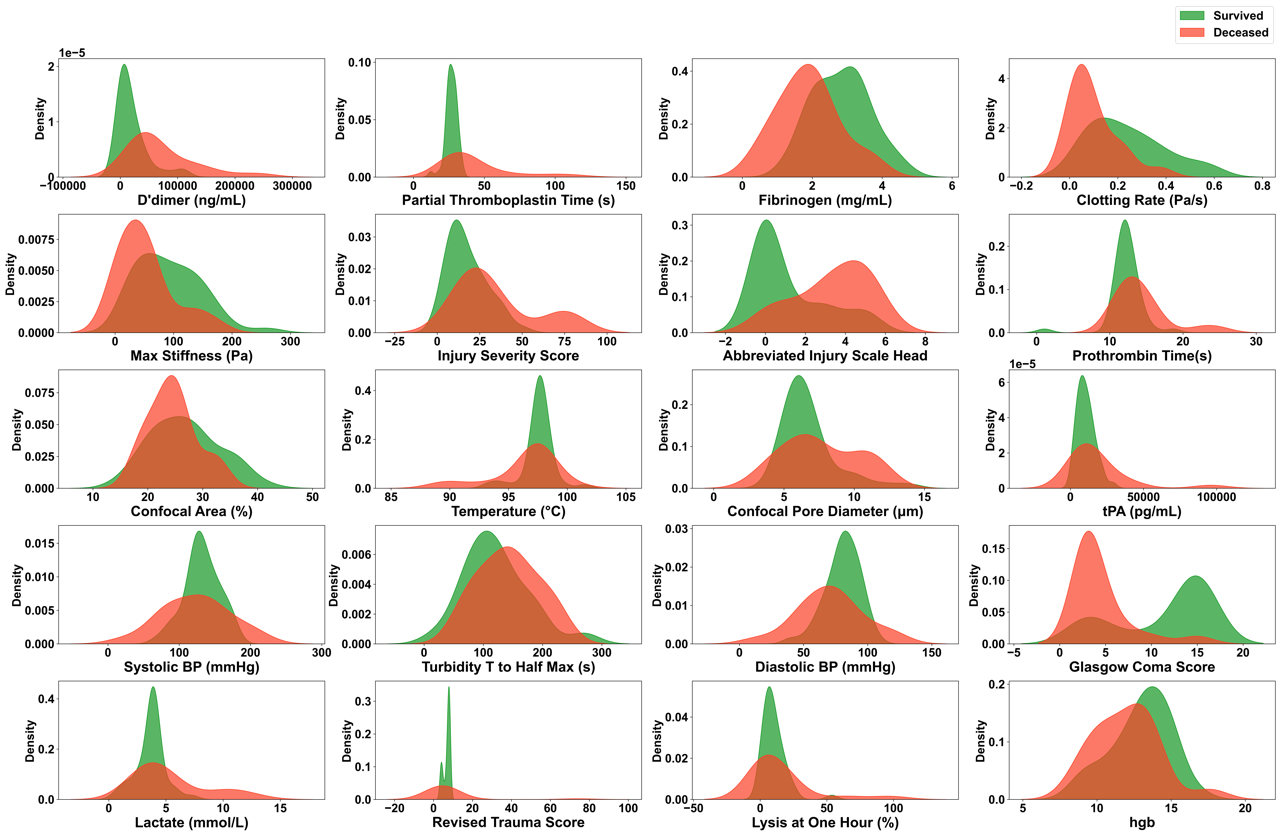 Survived
Deceased
1e−5
2
1
0
Density
−100000 0 100000 200000 300000
D'dimer (ng/mL)
0.10
0.05
0.00
Density
0 50 100 150
Partial Thromboplastin Time (s)
0.4
0.2
0.0
Density
0 2 4 6
Fibrinogen (mg/mL)
4
2
0
Density
−0.2 0.0 0.2 0.4 0.6 0.8
Clotting Rate (Pa/s)
0.0075
0.0050
0.0025
0.0000
Density
0 100 200 300
Max Stiffness (Pa)
0.03
0.02
0.01
0.00
Density
−25 0 25 50 75 100
Injury Severity Score
0.3
0.2
0.1
0.0
Density
−2 0 2 4 6 8
Abbreviated Injury Scale Head
0.2
0.1
0.0
Density
0 10 20 30
Prothrombin Time(s)
0.075
0.050
0.025
0.000
Density
10 20 30 40 50
Confocal Area (%)
0.4
0.2
0.0
Density
85 90 95 100 105
Temperature (°C)
0.2
0.1
0.0
Density
0 5 10 15
Confocal Pore Diameter (μm)
1e−5
6
4
2
0
Density
0 50000 100000
tPA (pg/mL)
0.015
0.010
0.005
0.000
Density
0 100 200 300
Systolic BP (mmHg)
0.006
0.004
0.002
0.000
Density
0 100 200 300
Turbidity T to Half Max (s)
0.03
0.02
0.01
0.00
Density
0 50 100 150
Diastolic BP (mmHg)
0.15
0.10
0.05
0.00
Density
−5 0 5 10 15 20
Glasgow Coma Score
0.4
0.2
0.0
Density
0 5 10 15
Lactate (mmol/L)
0.3
0.2
0.1
0.0
Density
−20 0 20 40 60 80 100
Revised Trauma Score
0.04
0.02
0.00
Density
−50 0 50 100
Lysis at One Hour (%)
0.2
0.1
0.0
Density
5 10 15 20
hgb